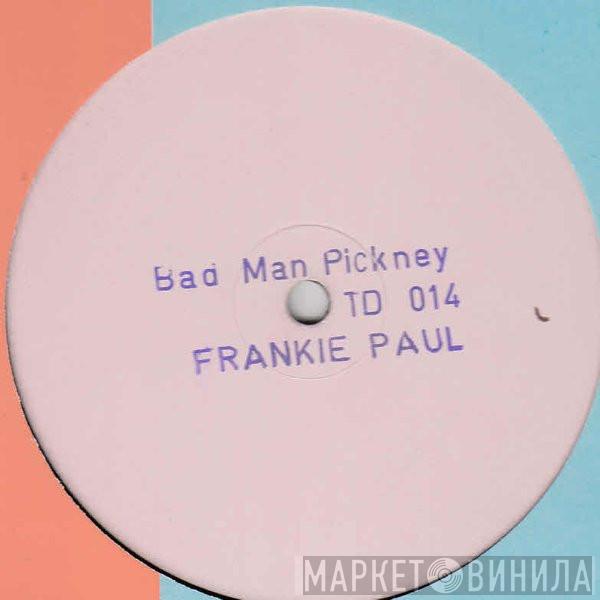 Bad Man Pickney
TD 014
FRANKIE PAUL
МАРКЕТ ВИНИЛА